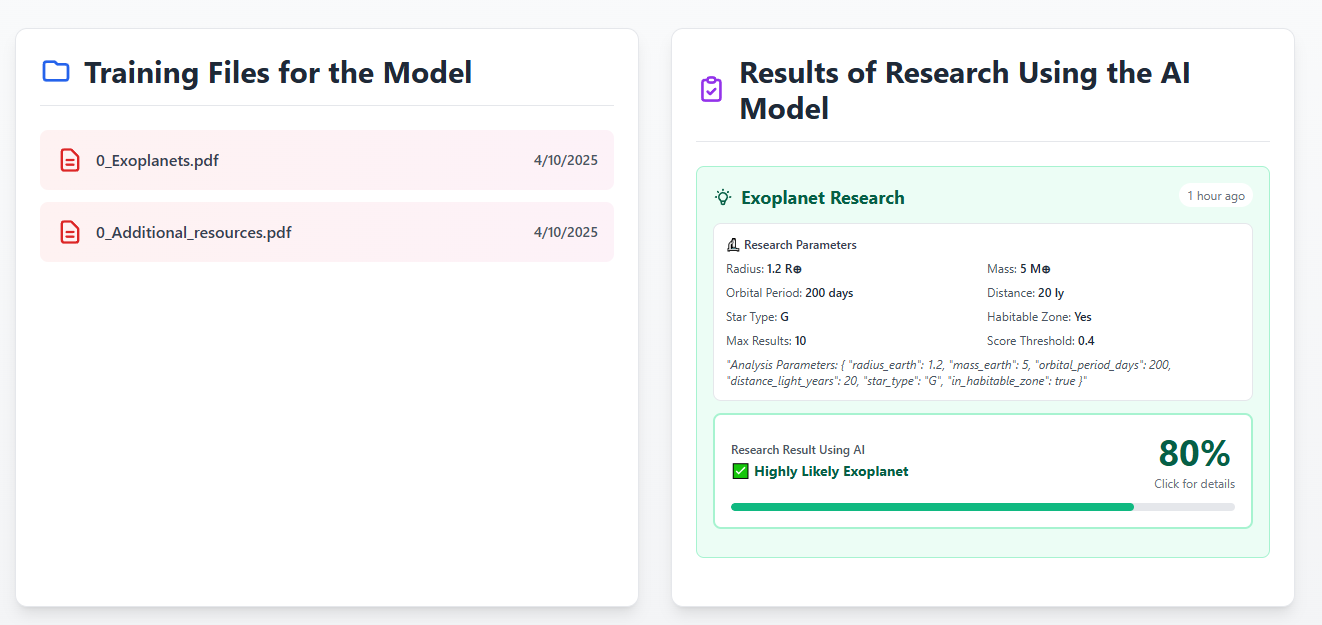 Training Files for the Model
0_Exoplanets.pdf
4/10/2025
0_Additional_resources.pdf
4/10/2025
Results of Research Using the AI
Model
Exoplanet Research
1 hour ago
Research Parameters
Radius: 1.2 R⊕
Mass: 5 M⊕
Orbital Period: 200 days
Distance: 20 ly
Star Type: G
Habitable Zone: Yes
Max Results: 10
Score Threshold: 0.4
"Analysis Parameters: { "radius_earth": 1.2, "mass_earth": 5, "orbital_period_days": 200,
"distance_light_years": 20, "star_type": "G", "in_habitable_zone": true }"
Research Result Using AI
✅ Highly Likely Exoplanet
80%
Click for details